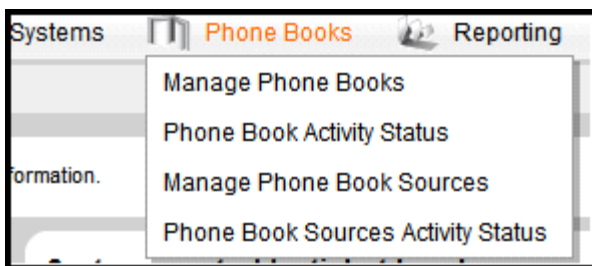 Systems Phone Books Reporting
Manage Phone Books
Phone Book Activity Status
formation.
Manage Phone Book Sources
Phone Book Sources Activity Status